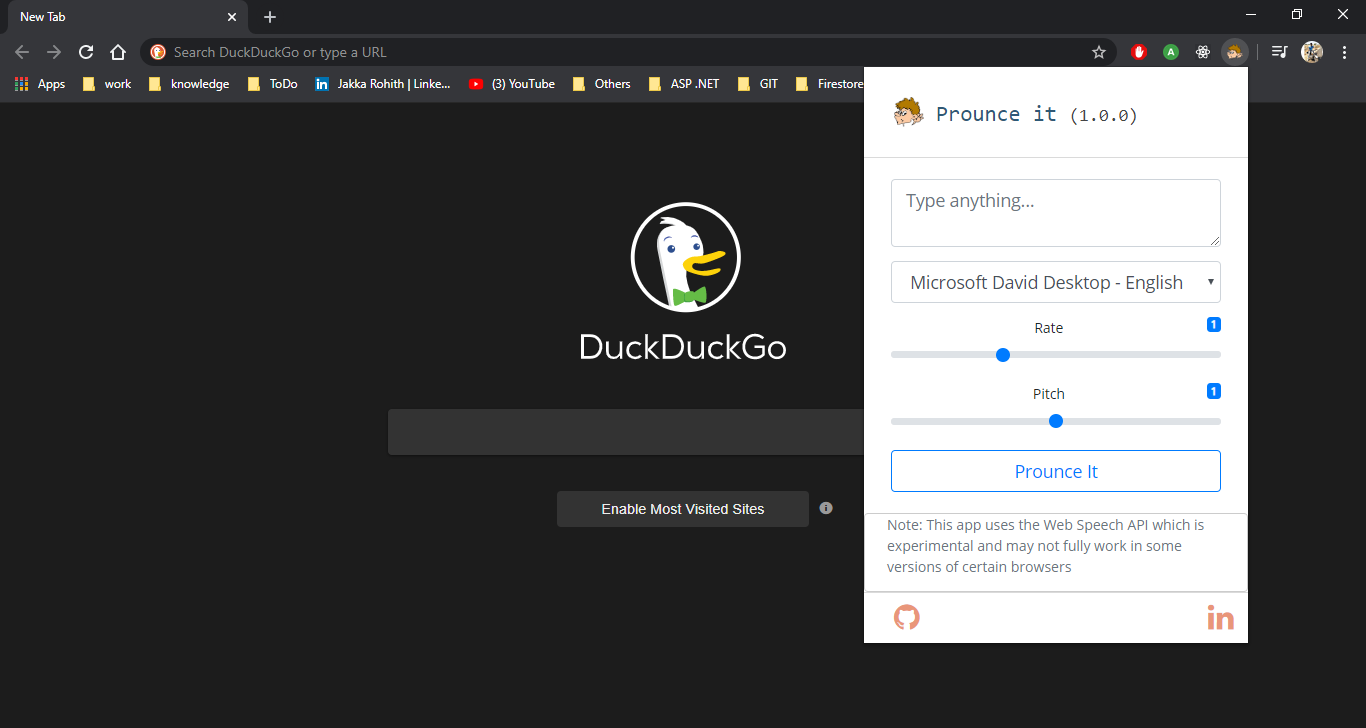 New Tab
Search DuckDuckGo or type a URL
A
Apps work knowledge ToDo in Jakka Rohith | Linke... (3) YouTube Others ASP .NET GIT Firestore
Prounce it (1.0.0)
Type anything...
Microsoft David Desktop - English
Rate 1
Pitch 1
Prounce It
Note: This app uses the Web Speech API which is
experimental and may not fully work in some
versions of certain browsers
in
DuckDuckGo
Enable Most Visited Sites i